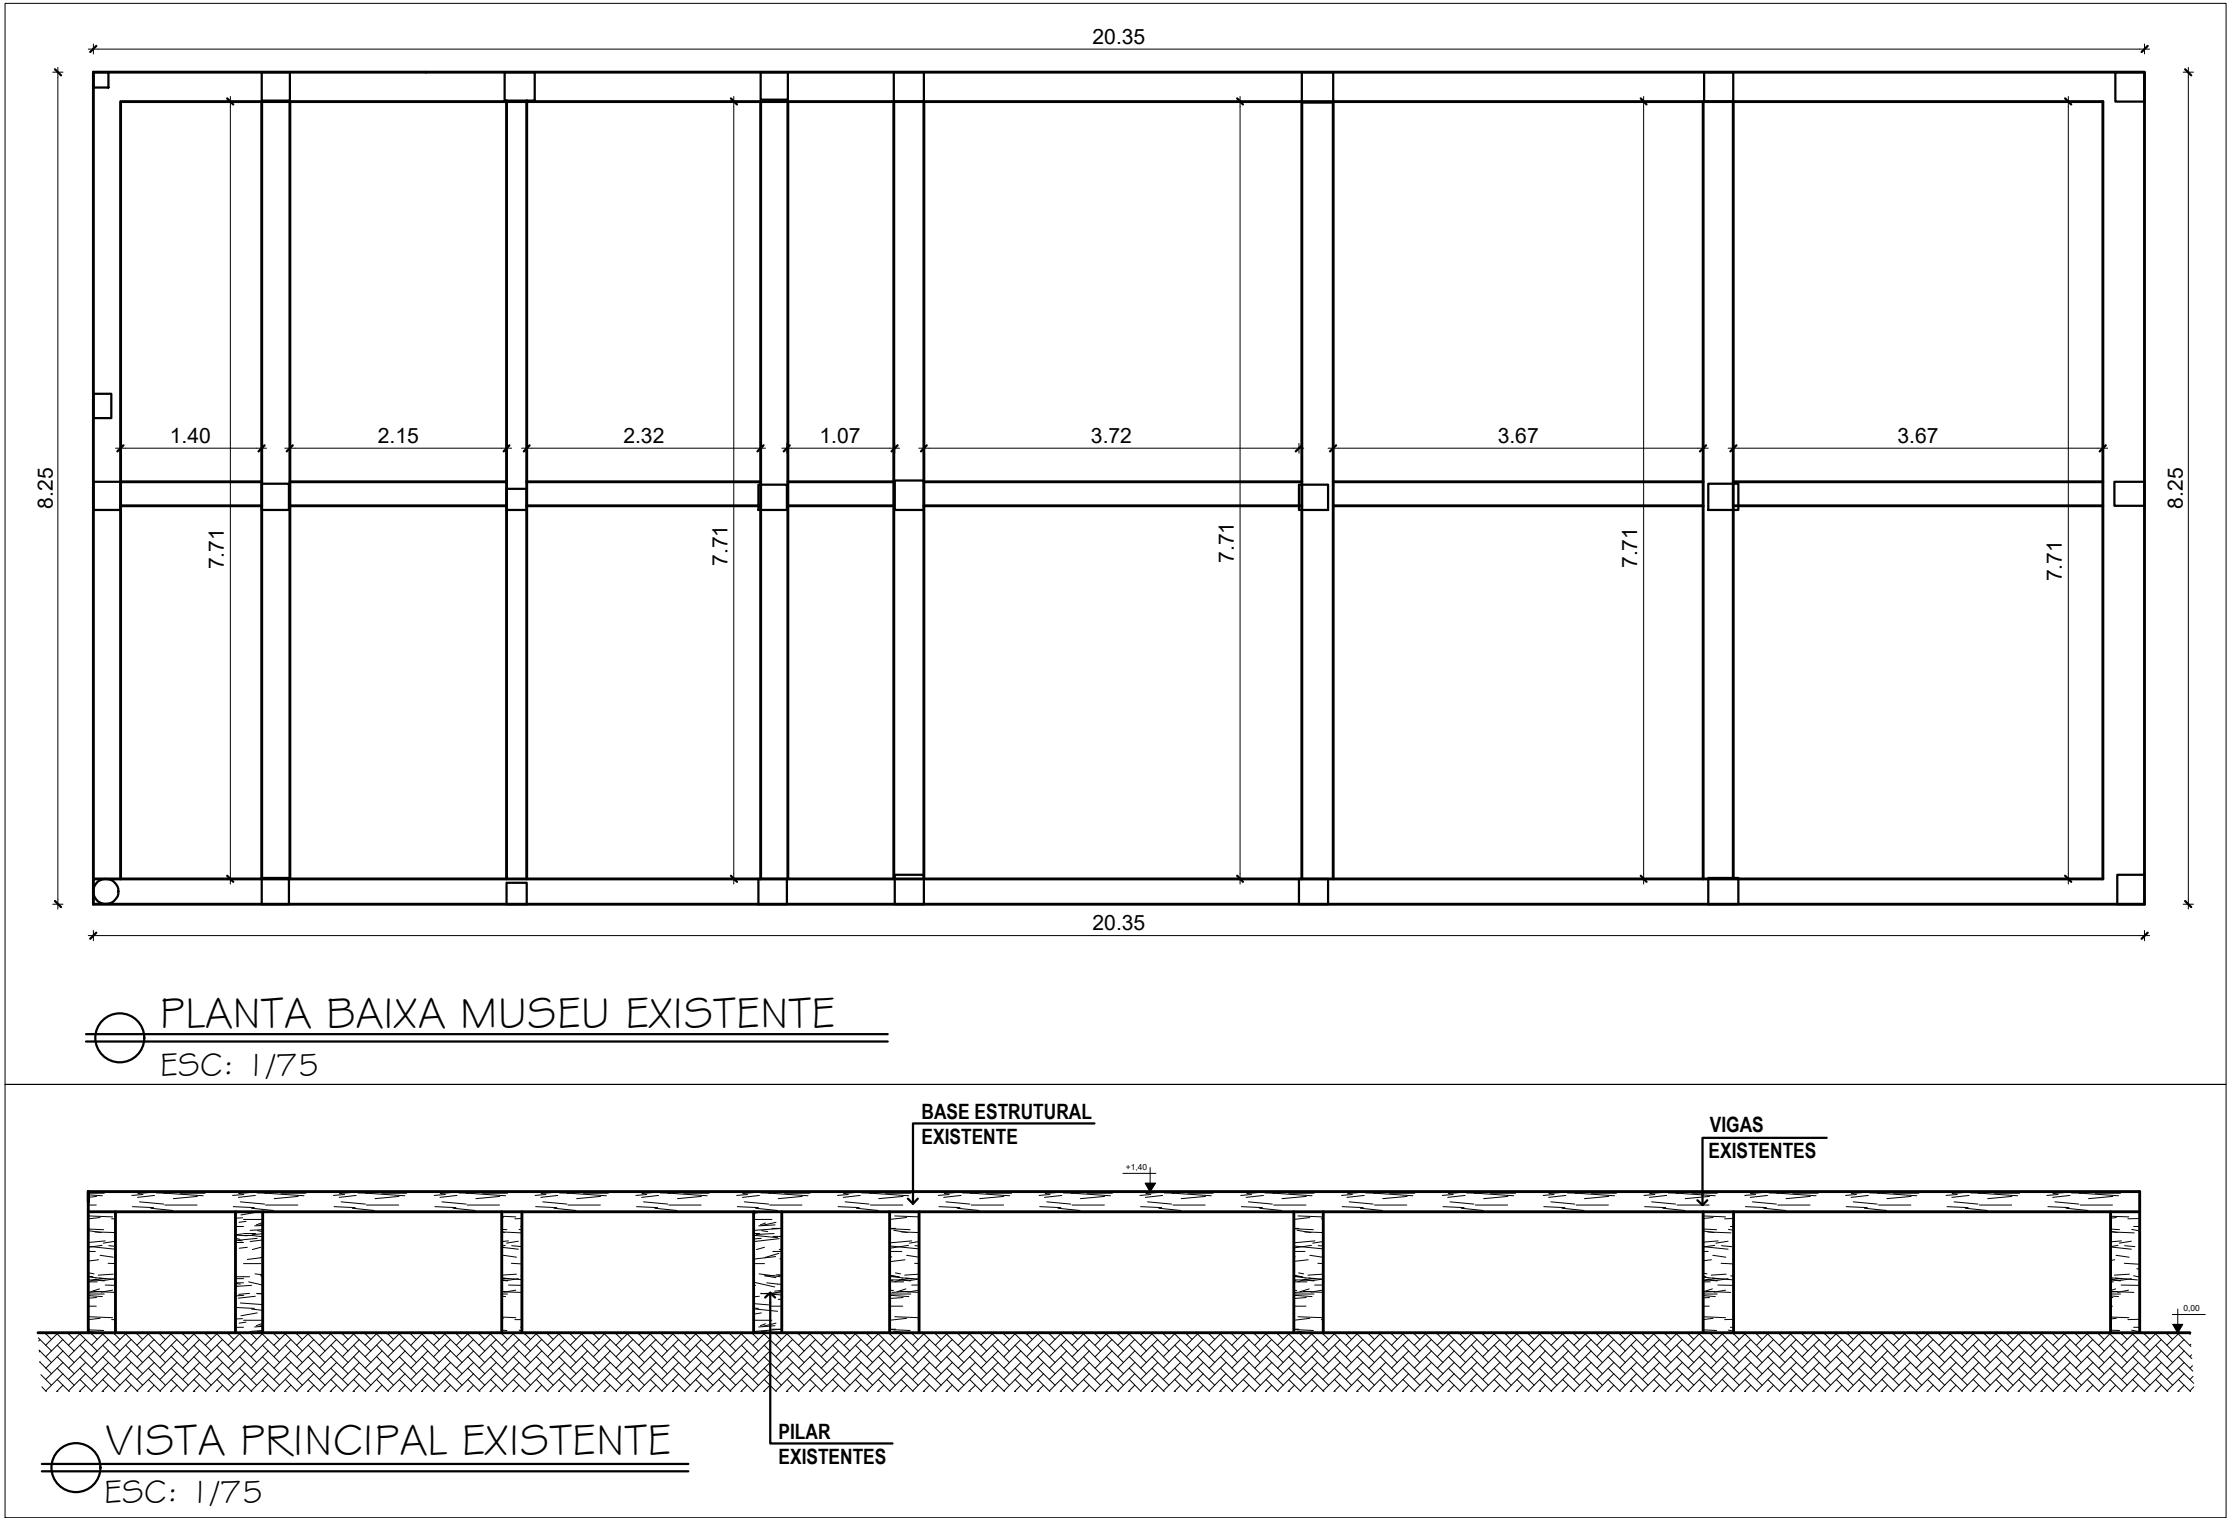 20.35
1.40
2.15
2.32
1.07
3.72
3.67
3.67
8.25
8.25
7.71
7.71
7.71
7.71
7.71
20.35
PLANTA BAIXA MUSEU EXISTENTE
ESC: 1/75
BASE ESTRUTURAL
EXISTENTE
VIGAS
EXISTENTES
+1,40
0,00
PILAR
EXISTENTES
VISTA PRINCIPAL EXISTENTE
ESC: 1/75